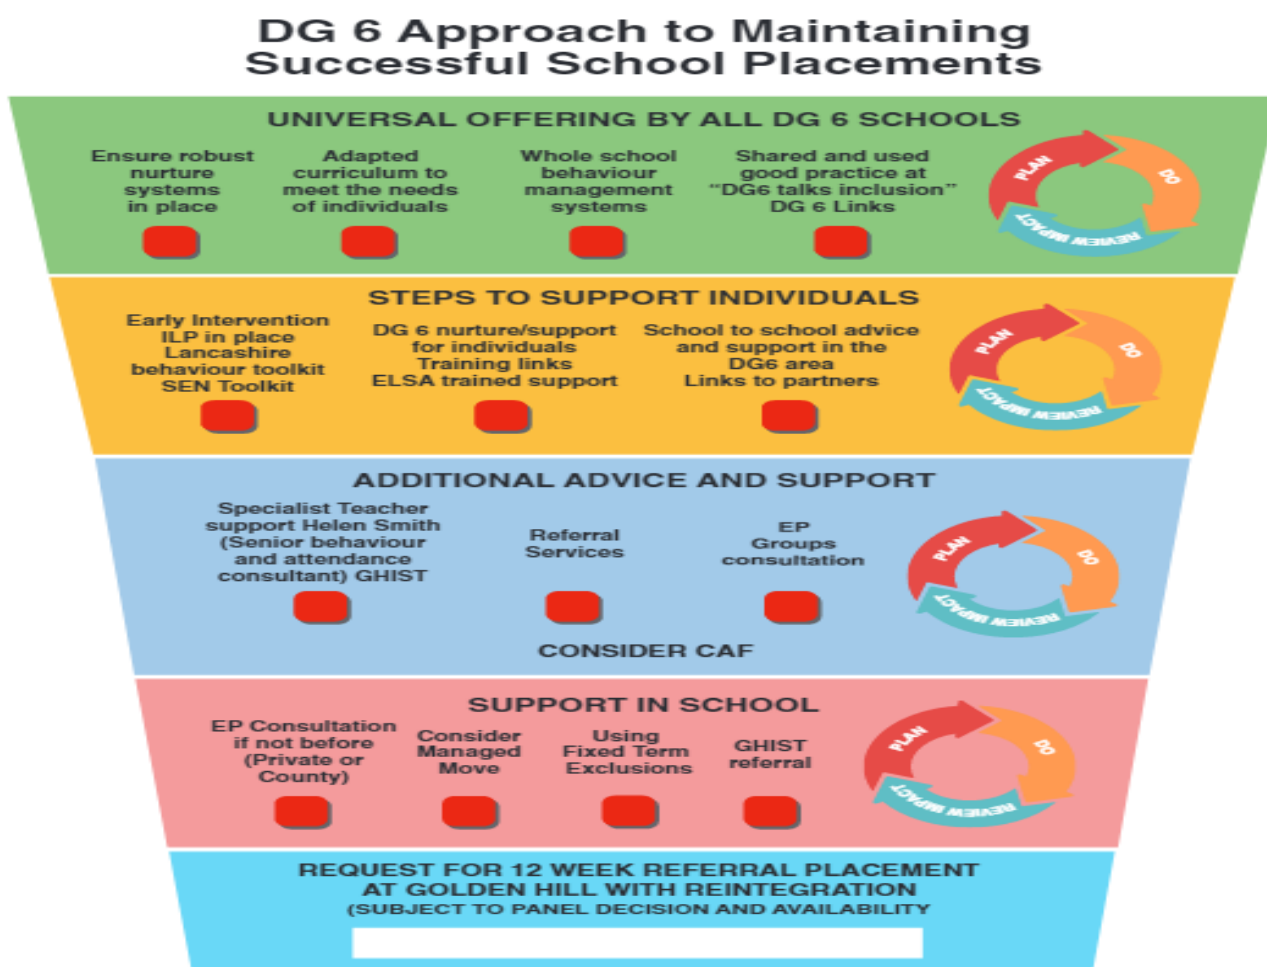 DG 6 Approach to Maintaining
Successful School Placements
UNIVERSAL OFFERING BY ALL DG 6 SCHOOLS
Ensure robust
nurture
systems
in place
Adapted
curriculum to
meet the needs
of individuals
Whole school
behaviour
management
systems
Shared and used
good practice at
“DG6 talks inclusion”
DG 6 Links
PLAN
DO
REVIEW IMPACT
STEPS TO SUPPORT INDIVIDUALS
Early Intervention
ILP in place
Lancashire
behaviour toolkit
SEN Toolkit
DG 6 nurture/support
for individuals
Training links
ELSA trained support
School to school advice
and support in the
DG6 area
Links to partners
PLAN
DO
REVIEW IMPACT
ADDITIONAL ADVICE AND SUPPORT
Specialist Teacher
support Helen Smith
(Senior behaviour
and attendance
consultant) GHIST
Referral
Services
EP
Groups
consultation
PLAN
DO
REVIEW IMPACT
CONSIDER CAF
SUPPORT IN SCHOOL
EP Consultation
if not before
(Private or
County)
Consider
Managed
Move
Using
Fixed Term
Exclusions
GHIST
referral
PLAN
DO
REVIEW IMPACT
REQUEST FOR 12 WEEK REFERRAL PLACEMENT
AT GOLDEN HILL WITH REINTEGRATION
(SUBJECT TO PANEL DECISION AND AVAILABILITY